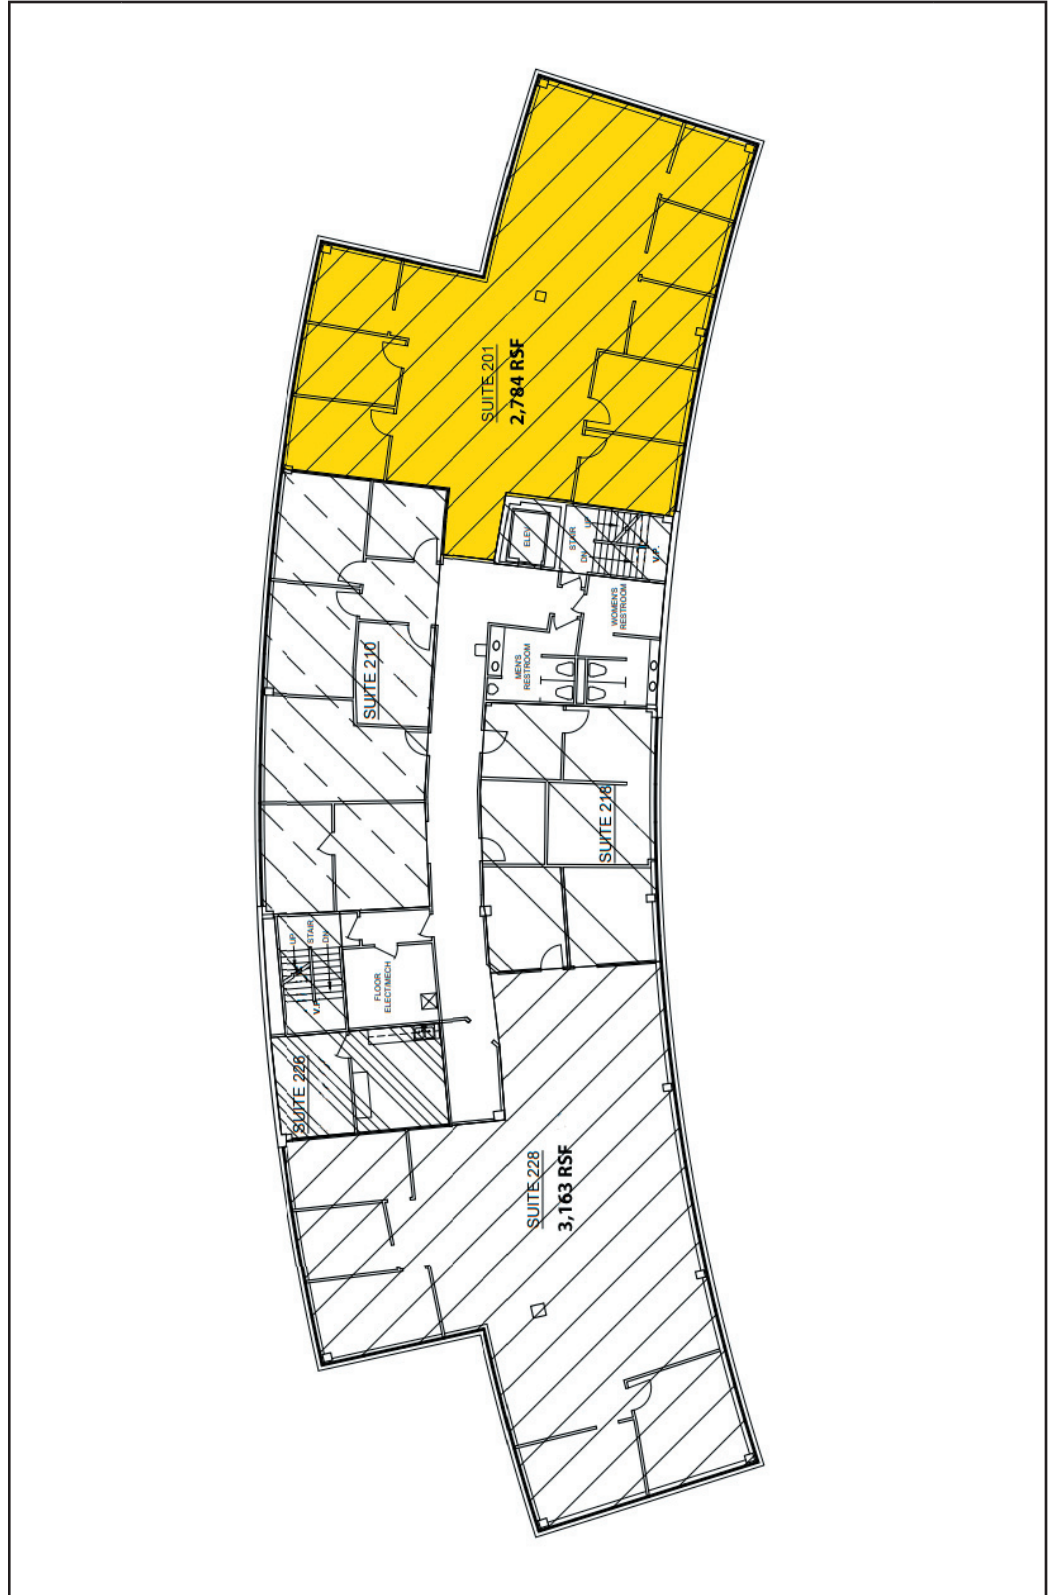 SUITE 201
2,784 RSF
ELEV
STAIR
DN
UP
V.P.
WOMEN'S
RESTROOM
MEN'S
RESTROOM
SUITE 210
SUITE 218
UP
STAIR
DN
FLOOR
ELECT/MECH
SUITE 226
SUITE 228
3,163 RSF